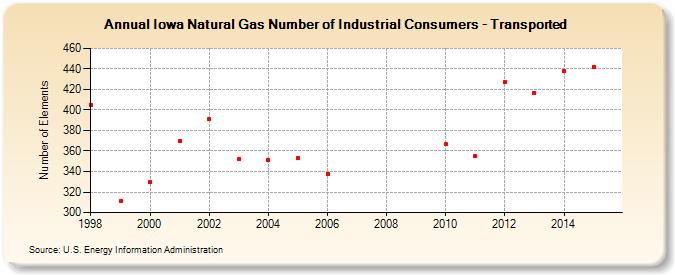 Annual Iowa Natural Gas Number of Industrial Consumers - Transported
Number of Elements
460
440
420
400
380
360
340
320
300
1998 2000 2002 2004 2006 2008 2010 2012 2014
Source: U.S. Energy Information Administration